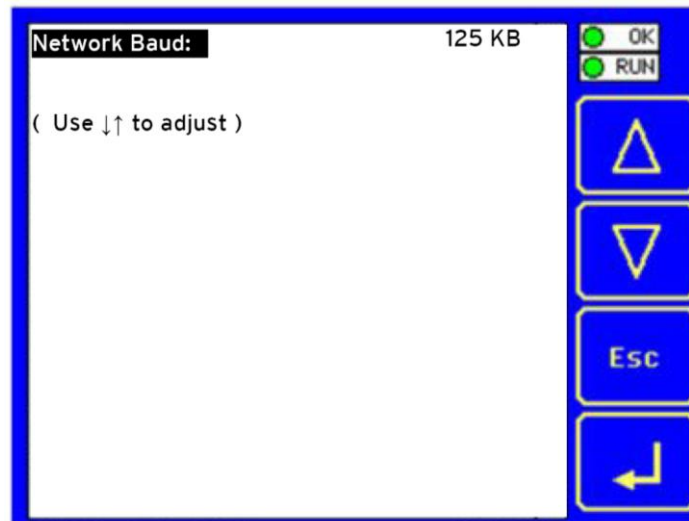 Network Baud: 125 KB
OK
RUN
( Use ↓↑ to adjust )
Esc